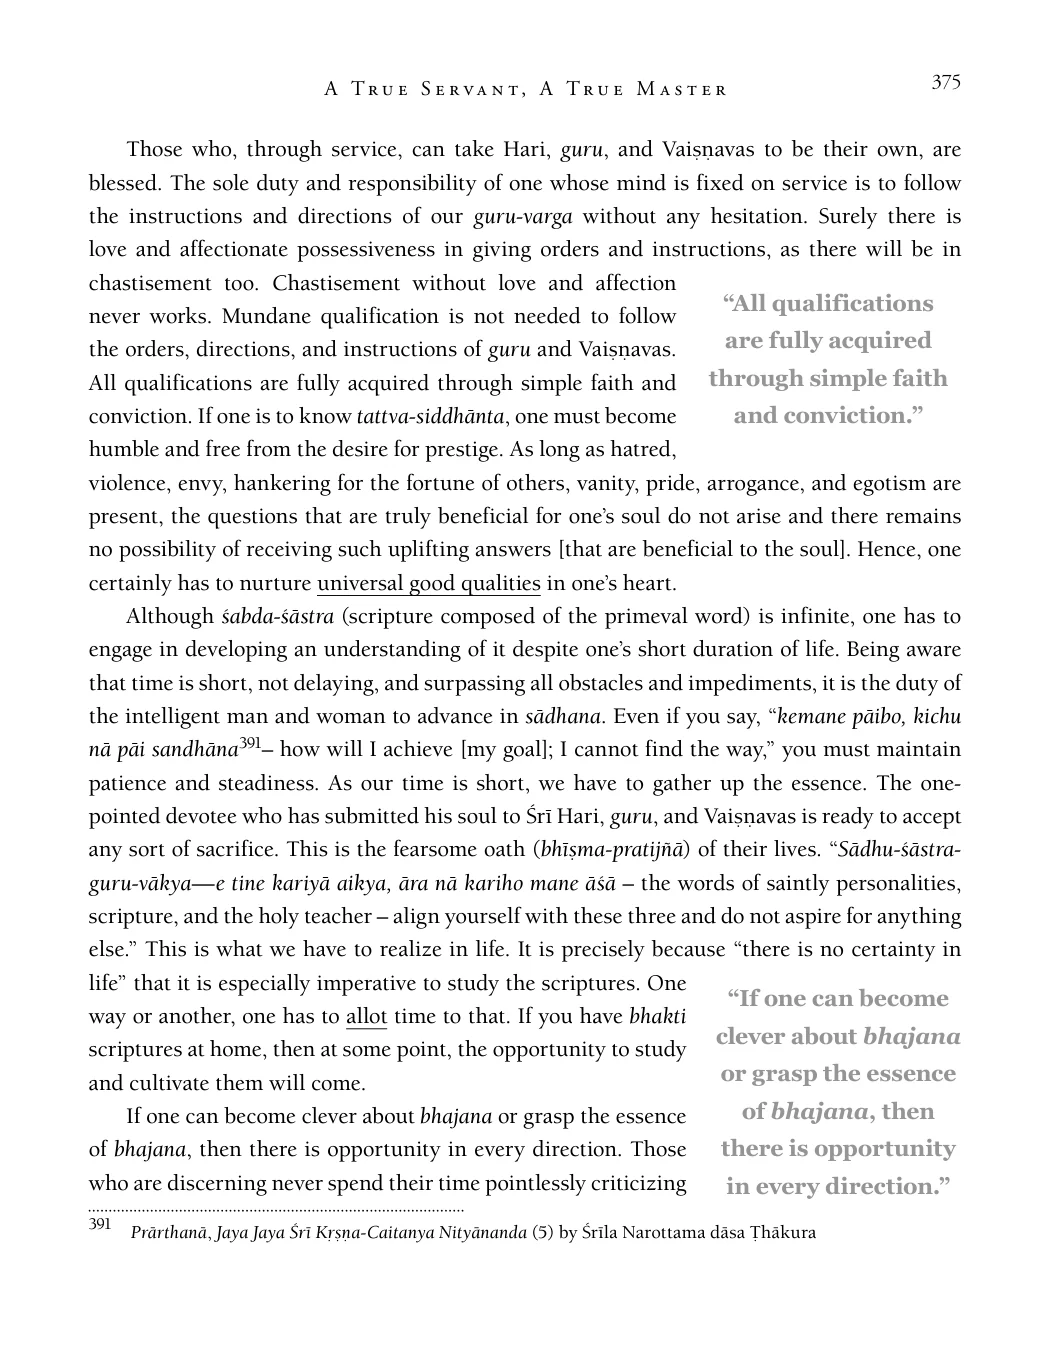 A True Servant, A True Master
375
Those who, through service, can take Hari, guru, and Vaiṣṇavas to be their own, are
blessed. The sole duty and responsibility of one whose mind is fixed on service is to follow
the instructions and directions of our guru-varga without any hesitation. Surely there is
love and affectionate possessiveness in giving orders and instructions, as there will be in
chastisement too. Chastisement without love and affection
never works. Mundane qualification is not needed to follow
the orders, directions, and instructions of guru and Vaiṣṇavas.
All qualifications are fully acquired through simple faith and
conviction. If one is to know tattva-siddhānta, one must become
humble and free from the desire for prestige. As long as hatred,
“All qualifications
are fully acquired
through simple faith
and conviction.”
violence, envy, hankering for the fortune of others, vanity, pride, arrogance, and egotism are
present, the questions that are truly beneficial for one’s soul do not arise and there remains
no possibility of receiving such uplifting answers [that are beneficial to the soul]. Hence, one
certainly has to nurture universal good qualities in one’s heart.
Although śabda-śāstra (scripture composed of the primeval word) is infinite, one has to
engage in developing an understanding of it despite one’s short duration of life. Being aware
that time is short, not delaying, and surpassing all obstacles and impediments, it is the duty of
the intelligent man and woman to advance in sādhana. Even if you say, “kemane pāibo, kichu
nā pāi sandhāna391– how will I achieve [my goal]; I cannot find the way,” you must maintain
patience and steadiness. As our time is short, we have to gather up the essence. The one-
pointed devotee who has submitted his soul to Śrī Hari, guru, and Vaiṣṇavas is ready to accept
any sort of sacrifice. This is the fearsome oath (bhīṣma-pratijñā) of their lives. “Sādhu-śāstra-
guru-vākya—e tine kariyā aikya, āra nā kariho mane āśā – the words of saintly personalities,
scripture, and the holy teacher – align yourself with these three and do not aspire for anything
else.” This is what we have to realize in life. It is precisely because “there is no certainty in
life” that it is especially imperative to study the scriptures. One
way or another, one has to allot time to that. If you have bhakti
scriptures at home, then at some point, the opportunity to study
and cultivate them will come.
If one can become clever about bhajana or grasp the essence
of bhajana, then there is opportunity in every direction. Those
who are discerning never spend their time pointlessly criticizing
“If one can become
clever about bhajana
or grasp the essence
of bhajana, then
there is opportunity
in every direction.”
391 Prārthanā, Jaya Jaya Śrī Kṛṣṇa-Caitanya Nityānanda (5) by Śrīla Narottama dāsa Ṭhākura